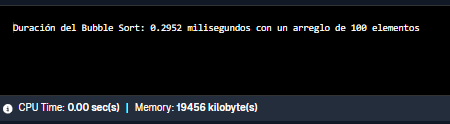 Duración del Bubble Sort: 0.2952 milisegundos con un arreglo de 100 elementos
CPU Time: 0.00 sec(s) | Memory: 19456 kilobyte(s)